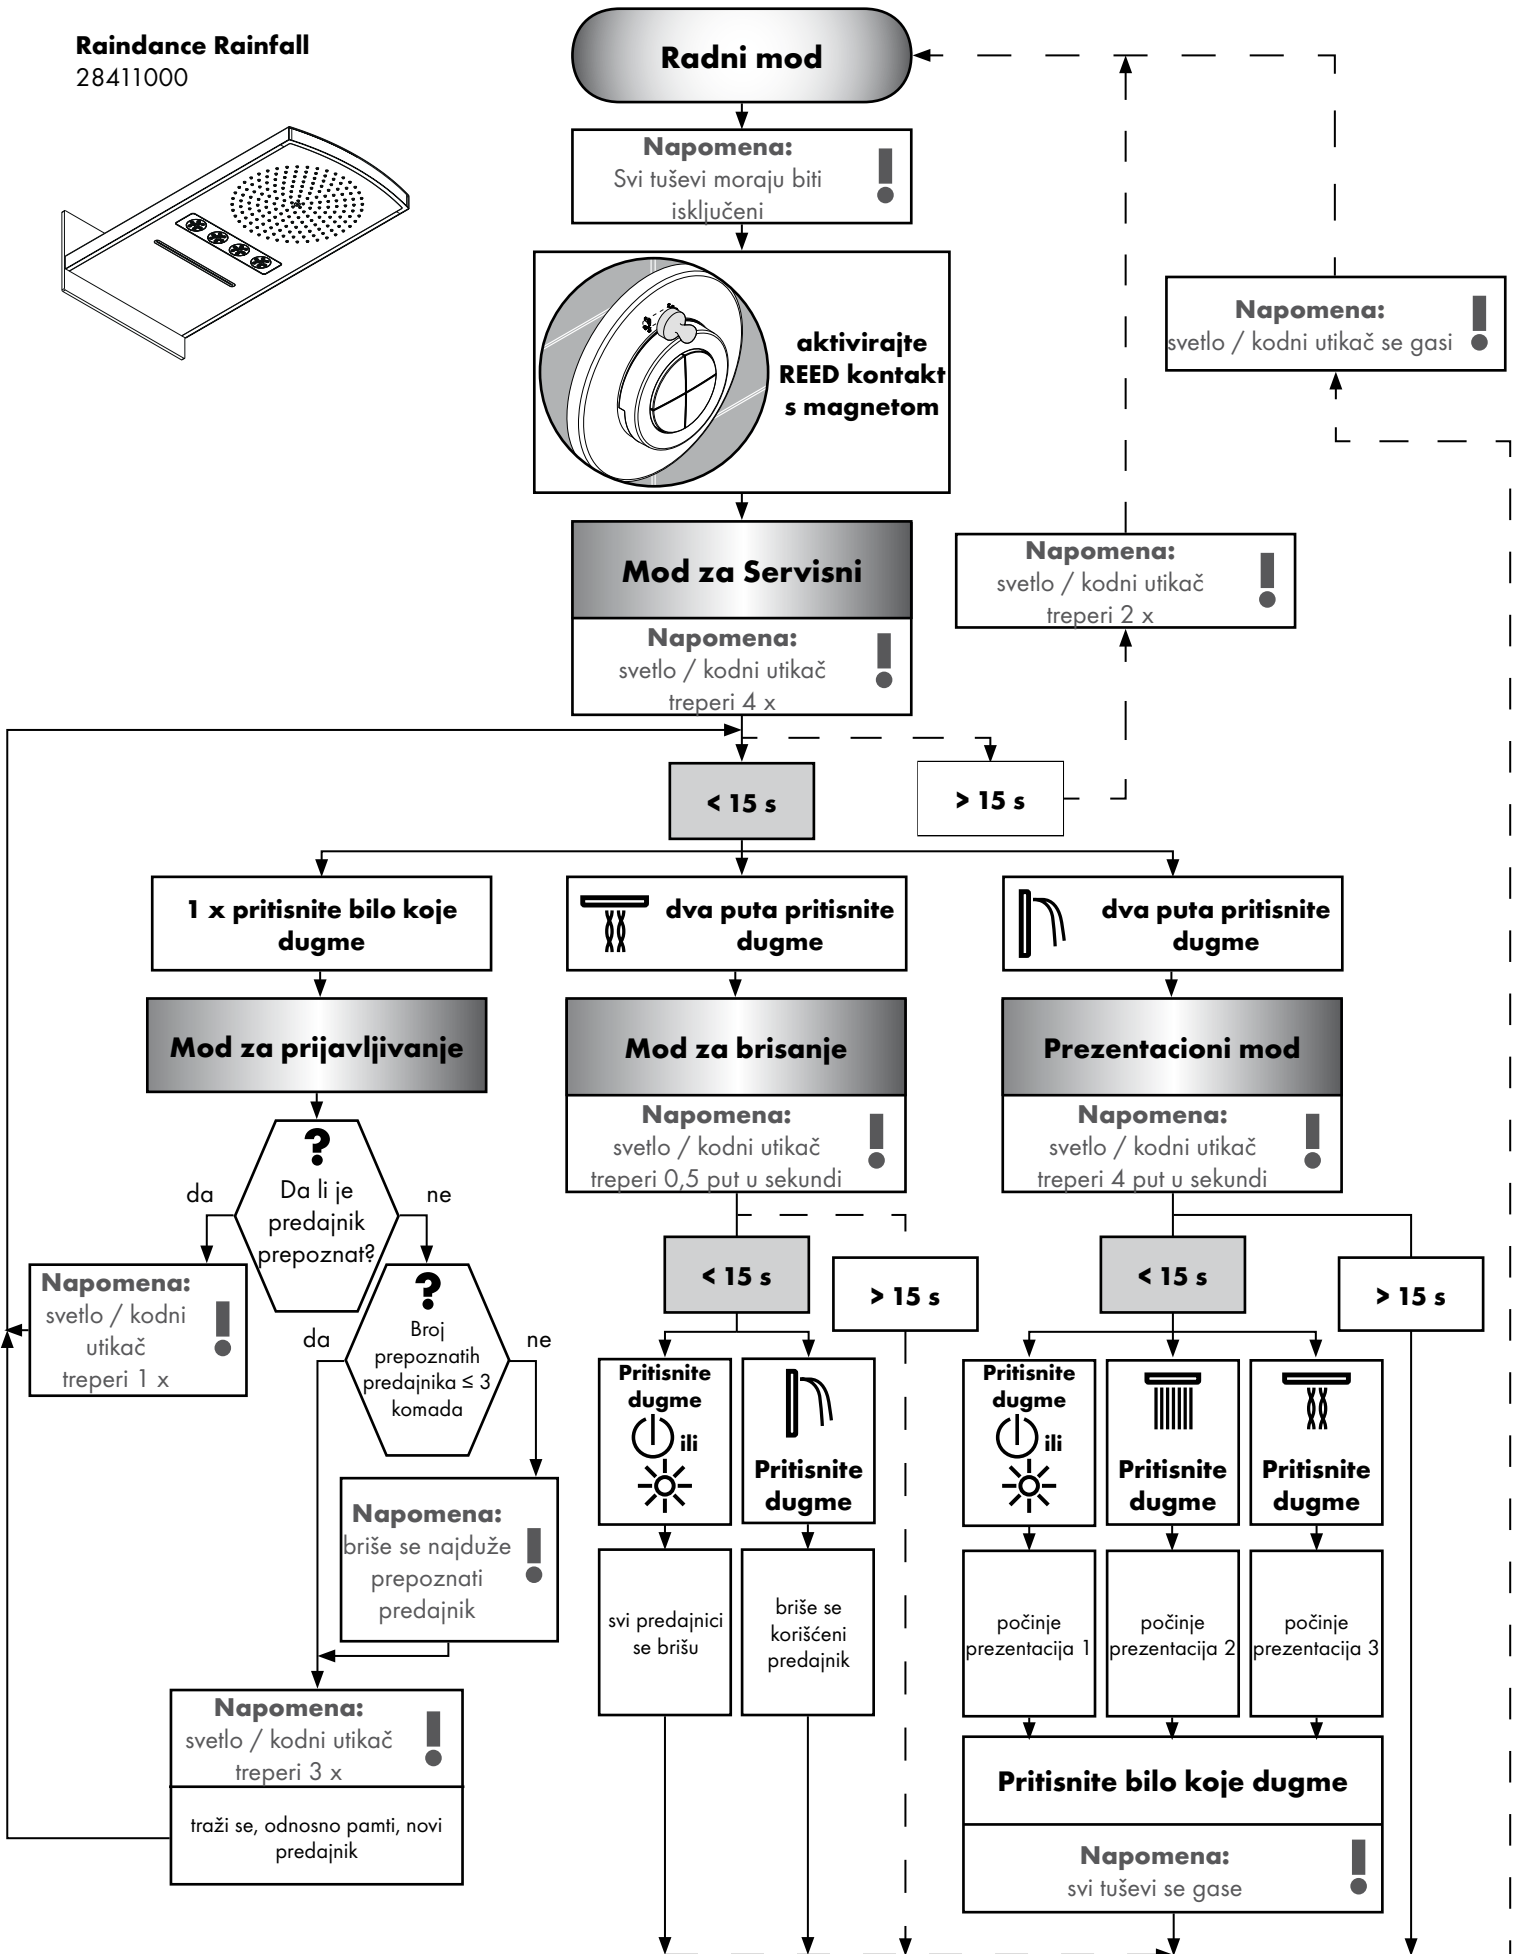 Raindance Rainfall
28411000
Radni mod
Napomena:
Svi tuševi moraju biti
isključeni
aktivirajte
REED kontakt
s magnetom
Napomena:
svetlo / kodni utikač se gasi
Mod za Servisni
Napomena:
svetlo / kodni utikač
treperi 4 x
Napomena:
svetlo / kodni utikač
treperi 2 x
< 15 s
> 15 s
1 x pritisnite bilo koje
dugme
dva puta pritisnite
dugme
dva puta pritisnite
dugme
Mod za prijavljivanje
Mod za brisanje
Napomena:
svetlo / kodni utikač
treperi 0,5 put u sekundi
Prezentacioni mod
Napomena:
svetlo / kodni utikač
treperi 4 put u sekundi
?
Da li je
predajnik
prepoznat?
da
ne
Napomena:
svetlo / kodni
utikač
treperi 1 x
?
Broj
prepoznatih
predajnika ≤ 3
komada
da
ne
Napomena:
briše se najduže
prepoznati
predajnik
Napomena:
svetlo / kodni utikač
treperi 3 x
traži se, odnosno pamti, novi
predajnik
< 15 s
> 15 s
Pritisnite
dugme
ili
Pritisnite
dugme
svi predajnici
se brišu
briše se
korišćeni
predajnik
< 15 s
> 15 s
Pritisnite
dugme
ili
Pritisnite
dugme
Pritisnite
dugme
počinje
prezentacija 1
počinje
prezentacija 2
počinje
prezentacija 3
Pritisnite bilo koje dugme
Napomena:
svi tuševi se gase